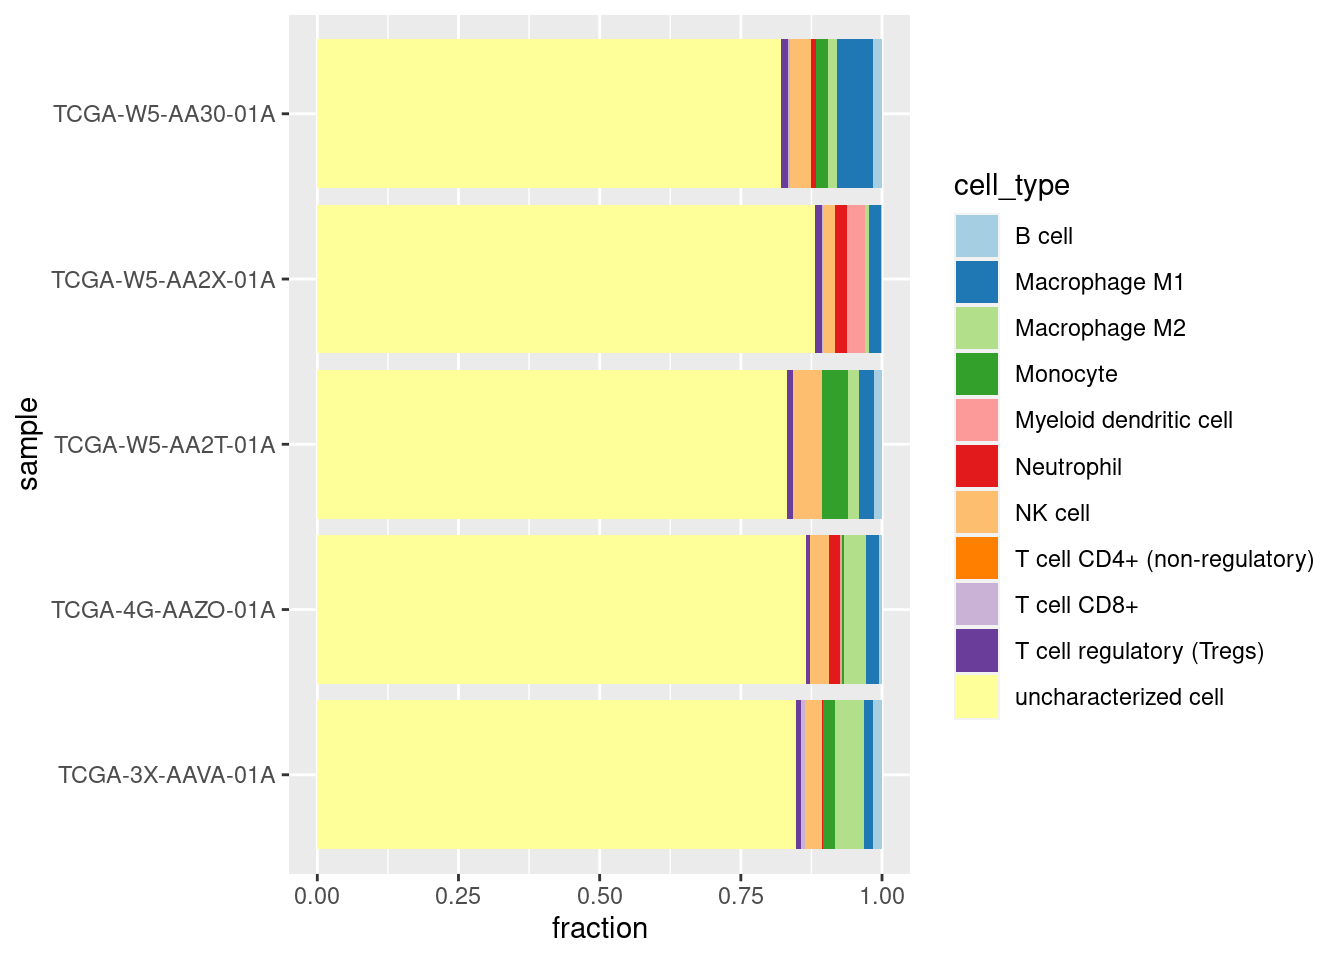 TCGA-W5-AA30-01A
TCGA-W5-AA2X-01A
TCGA-W5-AA2T-01A
TCGA-4G-AAZO-01A
TCGA-3X-AAVA-01A
sample
0.00 0.25 0.50 0.75 1.00
fraction
cell_type
B cell
Macrophage M1
Macrophage M2
Monocyte
Myeloid dendritic cell
Neutrophil
NK cell
T cell CD4+ (non-regulatory)
T cell CD8+
T cell regulatory (Tregs)
uncharacterized cell